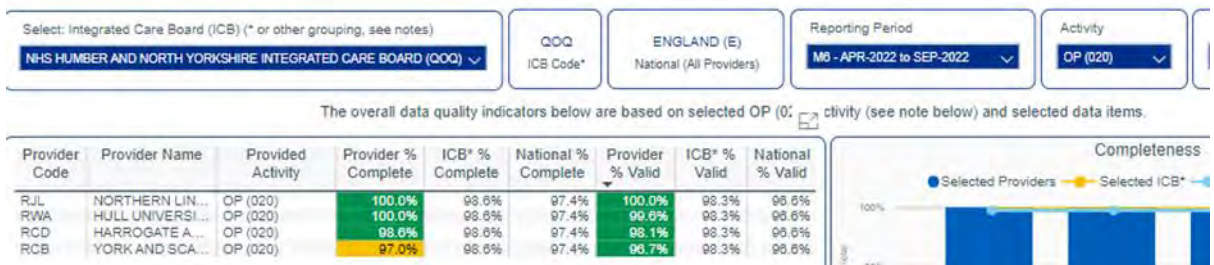 Select: Integrated Care Board (ICB) (* or other grouping, see notes)
NHS HUMBER AND NORTH YORKSHIRE INTEGRATED CARE BOARD (QOQ)
QOQ
ICB Code*
ENGLAND (E)
National (All Providers)
Reporting Period
M6 - APR-2022 to SEP-2022
Activity
OP (020)
The overall data quality indicators below are based on selected OP (02 ctivity (see note below) and selected data items.
Provider Code Provider Name Provided Activity Provider % Complete ICB* % Complete National % Complete Provider % Valid ICB* % Valid National % Valid
RJL NORTHERN LIN... OP (020) 100.0% 98.6% 97.4% 100.0% 98.3% 96.6%
RWA HULL UNIVERSI... OP (020) 100.0% 98.6% 97.4% 99.6% 98.3% 96.6%
RCD HARROGATE A... OP (020) 98.6% 98.6% 97.4% 98.1% 98.3% 96.6%
RCB YORK AND SCA... OP (020) 97.0% 98.6% 97.4% 96.7% 98.3% 96.6%
Completeness
Selected Providers Selected ICB*
100%